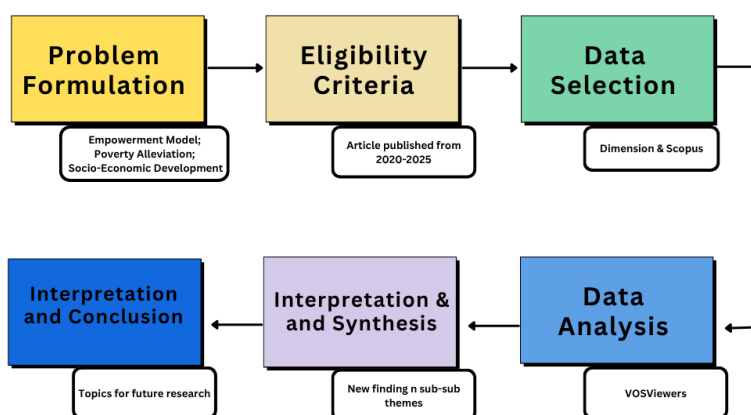 Problem
Formulation
Empowerment Model;
Poverty Alleviation;
Socio-Economic Development
Eligibility
Criteria
Article published from
2020-2025
Data
Selection
Dimension & Scopus
Data
Analysis
VOSViewers
Interpretation &
and Synthesis
New finding n sub-sub
themes
Interpretation
and Conclusion
Topics for future research